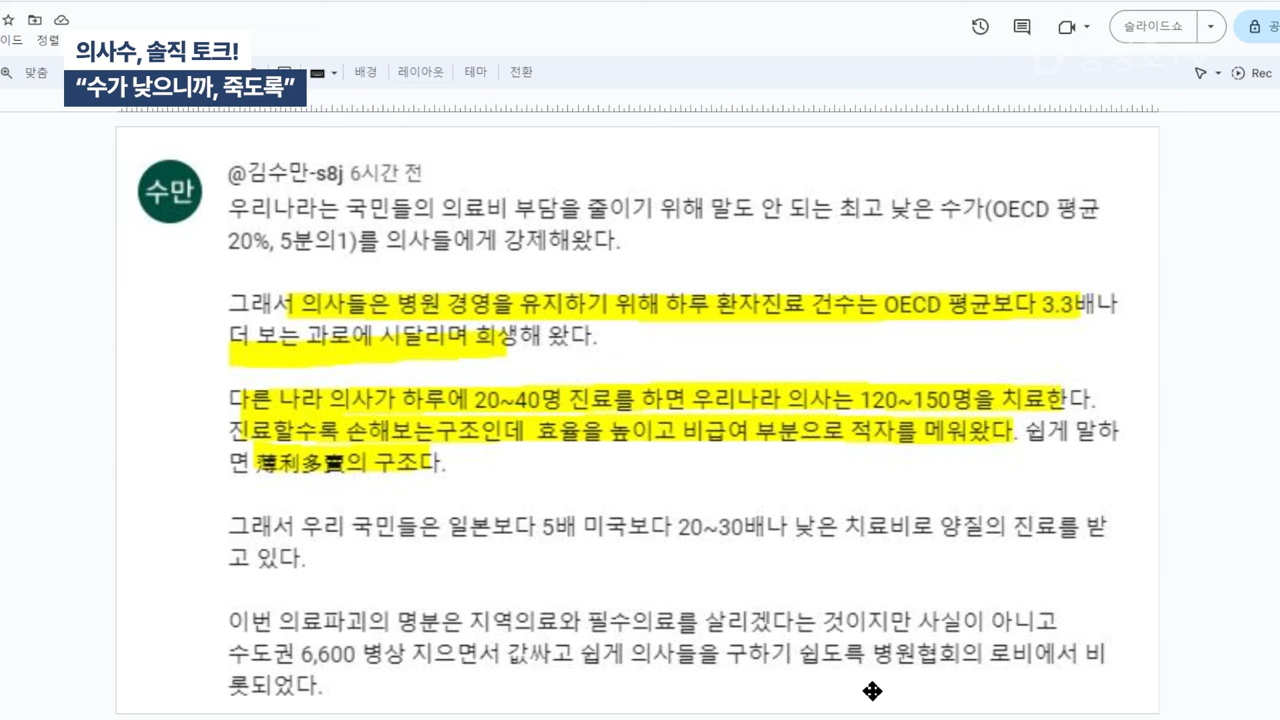 이드 정렬
의사수, 솔직 토크!
“수가 낮으니까, 죽도록”
슬라이드쇼
맞춤
배경
레이아웃
테마
전환
Rec
수만
@김수만-s8j 6시간 전
우리나라는 국민들의 의료비 부담을 줄이기 위해 말도 안 되는 최고 낮은 수가(OECD 평균
20%, 5분의1)를 의사들에게 강제해왔다.
그래서 의사들은 병원 경영을 유지하기 위해 하루 환자진료 건수는 OECD 평균보다 3.3배나
더 보는 과로에 시달리며 희생해 왔다.
다른 나라 의사가 하루에 20~40명 진료를 하면 우리나라 의사는 120~150명을 치료한다.
진료할수록 손해보는구조인데 효율을 높이고 비급여 부분으로 적자를 메워왔다. 쉽게 말하
면 薄利多賣의 구조다.
그래서 우리 국민들은 일본보다 5배 미국보다 20~30배나 낮은 치료비로 양질의 진료를 받
고 있다.
이번 의료파괴의 명분은 지역의료와 필수의료를 살리겠다는 것이지만 사실이 아니고
수도권 6,600 병상 지으면서 값싸고 쉽게 의사들을 구하기 쉽도록 병원협회의 로비에서 비
롯되었다.